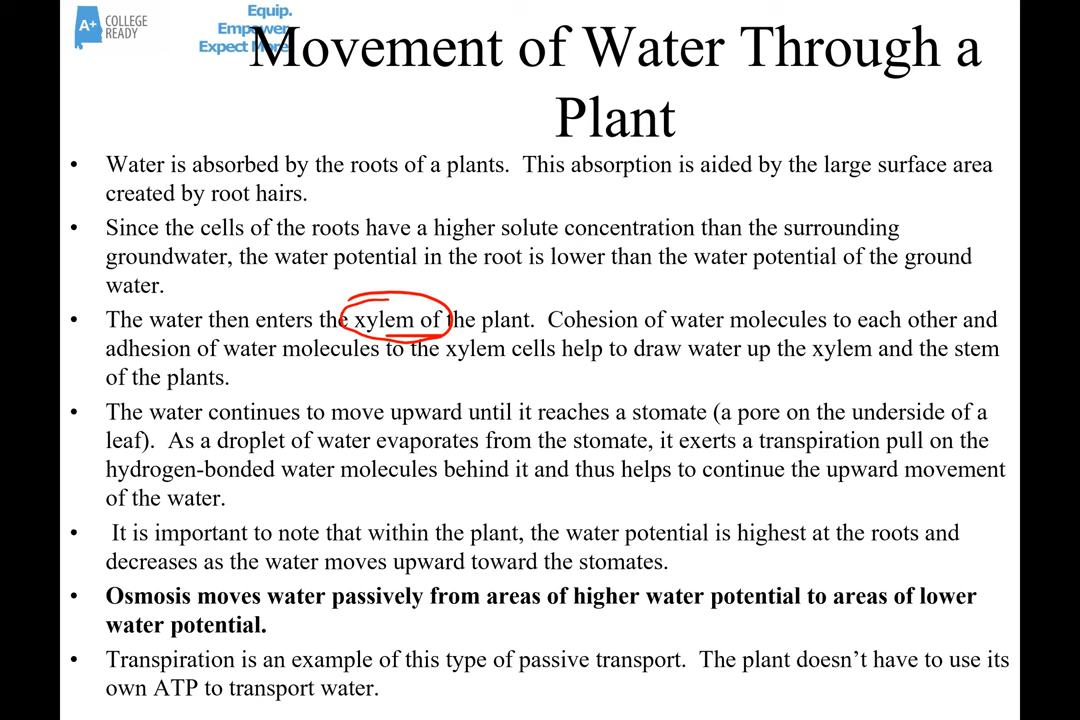 A+ COLLEGE
READY
Equip.
Empower.
Expect More.
Movement of Water Through a
Plant
• Water is absorbed by the roots of a plants. This absorption is aided by the large surface area
created by root hairs.
• Since the cells of the roots have a higher solute concentration than the surrounding
groundwater, the water potential in the root is lower than the water potential of the ground
water.
• The water then enters the xylem of the plant. Cohesion of water molecules to each other and
adhesion of water molecules to the xylem cells help to draw water up the xylem and the stem
of the plants.
• The water continues to move upward until it reaches a stomate (a pore on the underside of a
leaf). As a droplet of water evaporates from the stomate, it exerts a transpiration pull on the
hydrogen-bonded water molecules behind it and thus helps to continue the upward movement
of the water.
• It is important to note that within the plant, the water potential is highest at the roots and
decreases as the water moves upward toward the stomates.
• Osmosis moves water passively from areas of higher water potential to areas of lower
water potential.
• Transpiration is an example of this type of passive transport. The plant doesn’t have to use its
own ATP to transport water.